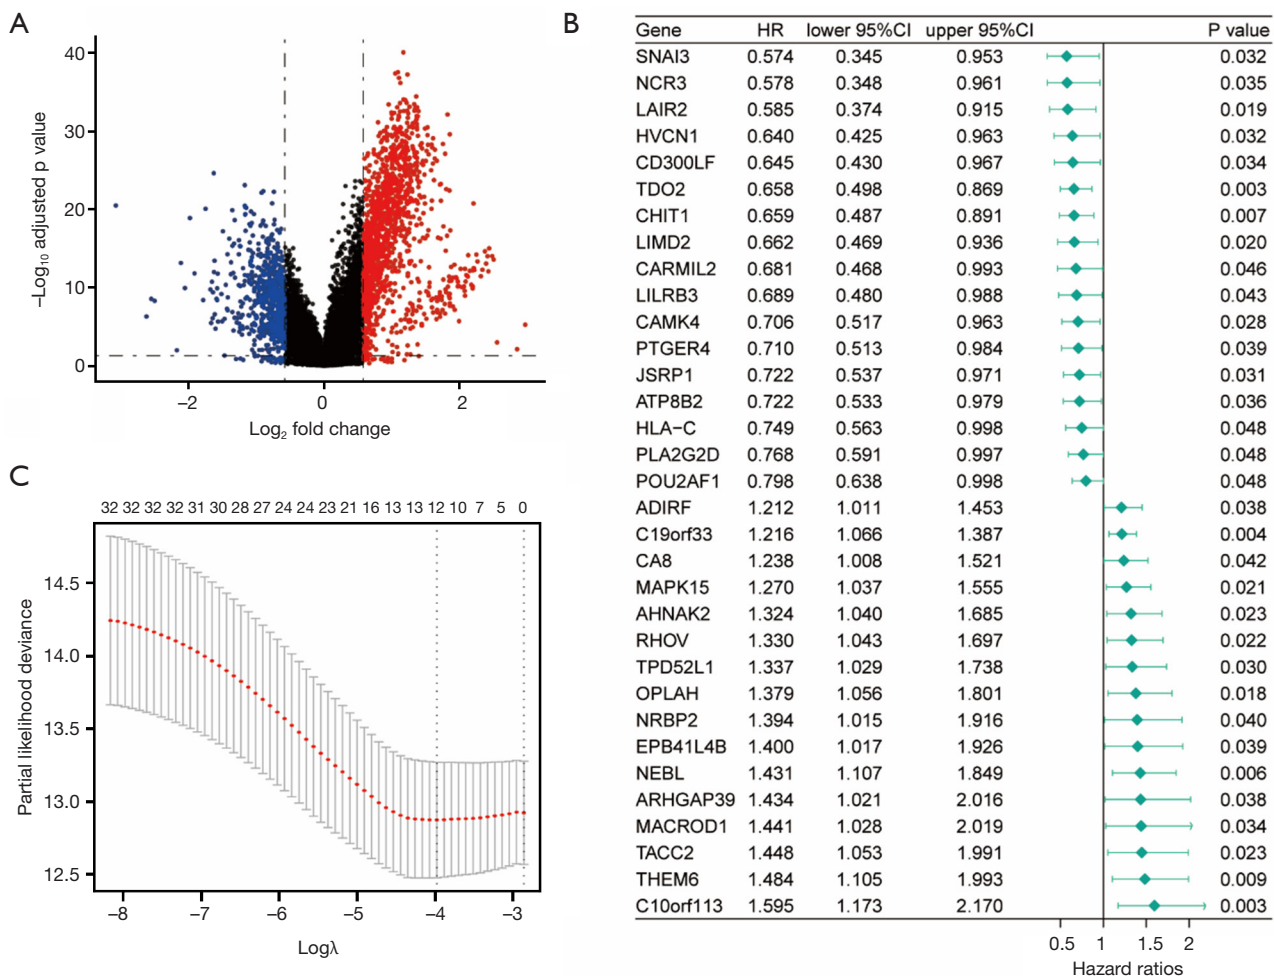 A
–Log10 adjusted p value
40
30
20
10
0
–2
0
2
Log2 fold change
B
Gene HR lower 95%CI upper 95%CI P value
SNAI3 0.574 0.345 0.953 0.032
NCR3 0.578 0.348 0.961 0.035
LAIR2 0.585 0.374 0.915 0.019
HVCN1 0.640 0.425 0.963 0.032
CD300LF 0.645 0.430 0.967 0.034
TDO2 0.658 0.498 0.869 0.003
CHIT1 0.659 0.487 0.891 0.007
LIMD2 0.662 0.469 0.936 0.020
CARMIL2 0.681 0.468 0.993 0.046
LILRB3 0.689 0.480 0.988 0.043
CAMK4 0.706 0.517 0.963 0.028
PTGER4 0.710 0.513 0.984 0.039
JSRP1 0.722 0.537 0.971 0.031
ATP8B2 0.722 0.533 0.979 0.036
HLA−C 0.749 0.563 0.998 0.048
PLA2G2D 0.768 0.591 0.997 0.048
POU2AF1 0.798 0.638 0.998 0.048
ADIRF 1.212 1.011 1.453 0.038
C19orf33 1.216 1.066 1.387 0.004
CA8 1.238 1.008 1.521 0.042
MAPK15 1.270 1.037 1.555 0.021
AHNAK2 1.324 1.040 1.685 0.023
RHOV 1.330 1.043 1.697 0.022
TPD52L1 1.337 1.029 1.738 0.030
OPLAH 1.379 1.056 1.801 0.018
NRBP2 1.394 1.015 1.916 0.040
EPB41L4B 1.400 1.017 1.926 0.039
NEBL 1.431 1.107 1.849 0.006
ARHGAP39 1.434 1.021 2.016 0.038
MACROD1 1.441 1.028 2.019 0.034
TACC2 1.448 1.053 1.991 0.023
THEM6 1.484 1.105 1.993 0.009
C10orf113 1.595 1.173 2.170 0.003
0.5 1 1.5 2
Hazard ratios
C
32 32 32 32 31 30 28 27 24 24 23 21 16 13 13 12 10 7 5 0
Partial likelihood deviance
14.5
14.0
13.5
13.0
12.5
–8 –7 –6 –5 –4 –3
Logλ